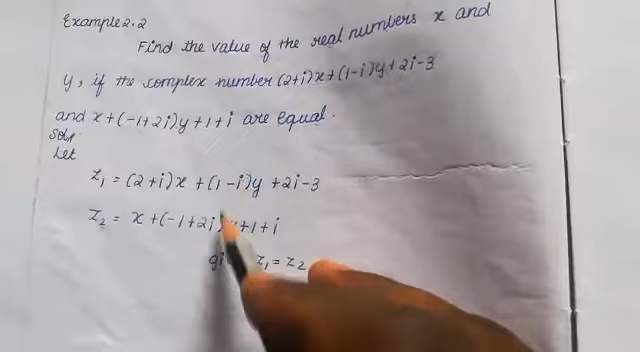 Example 2.2
Find the value of the real numbers x and
y, if the complex number (2+i)x+(1-i)y+2i-3
and x+(-1+2i)y+1+i are equal.
Soln.
Let
z₁ = (2+i)x +(1-i)y +2i-3
z₂ = x+(-1+2i)y+1+i
z₁ = z₂